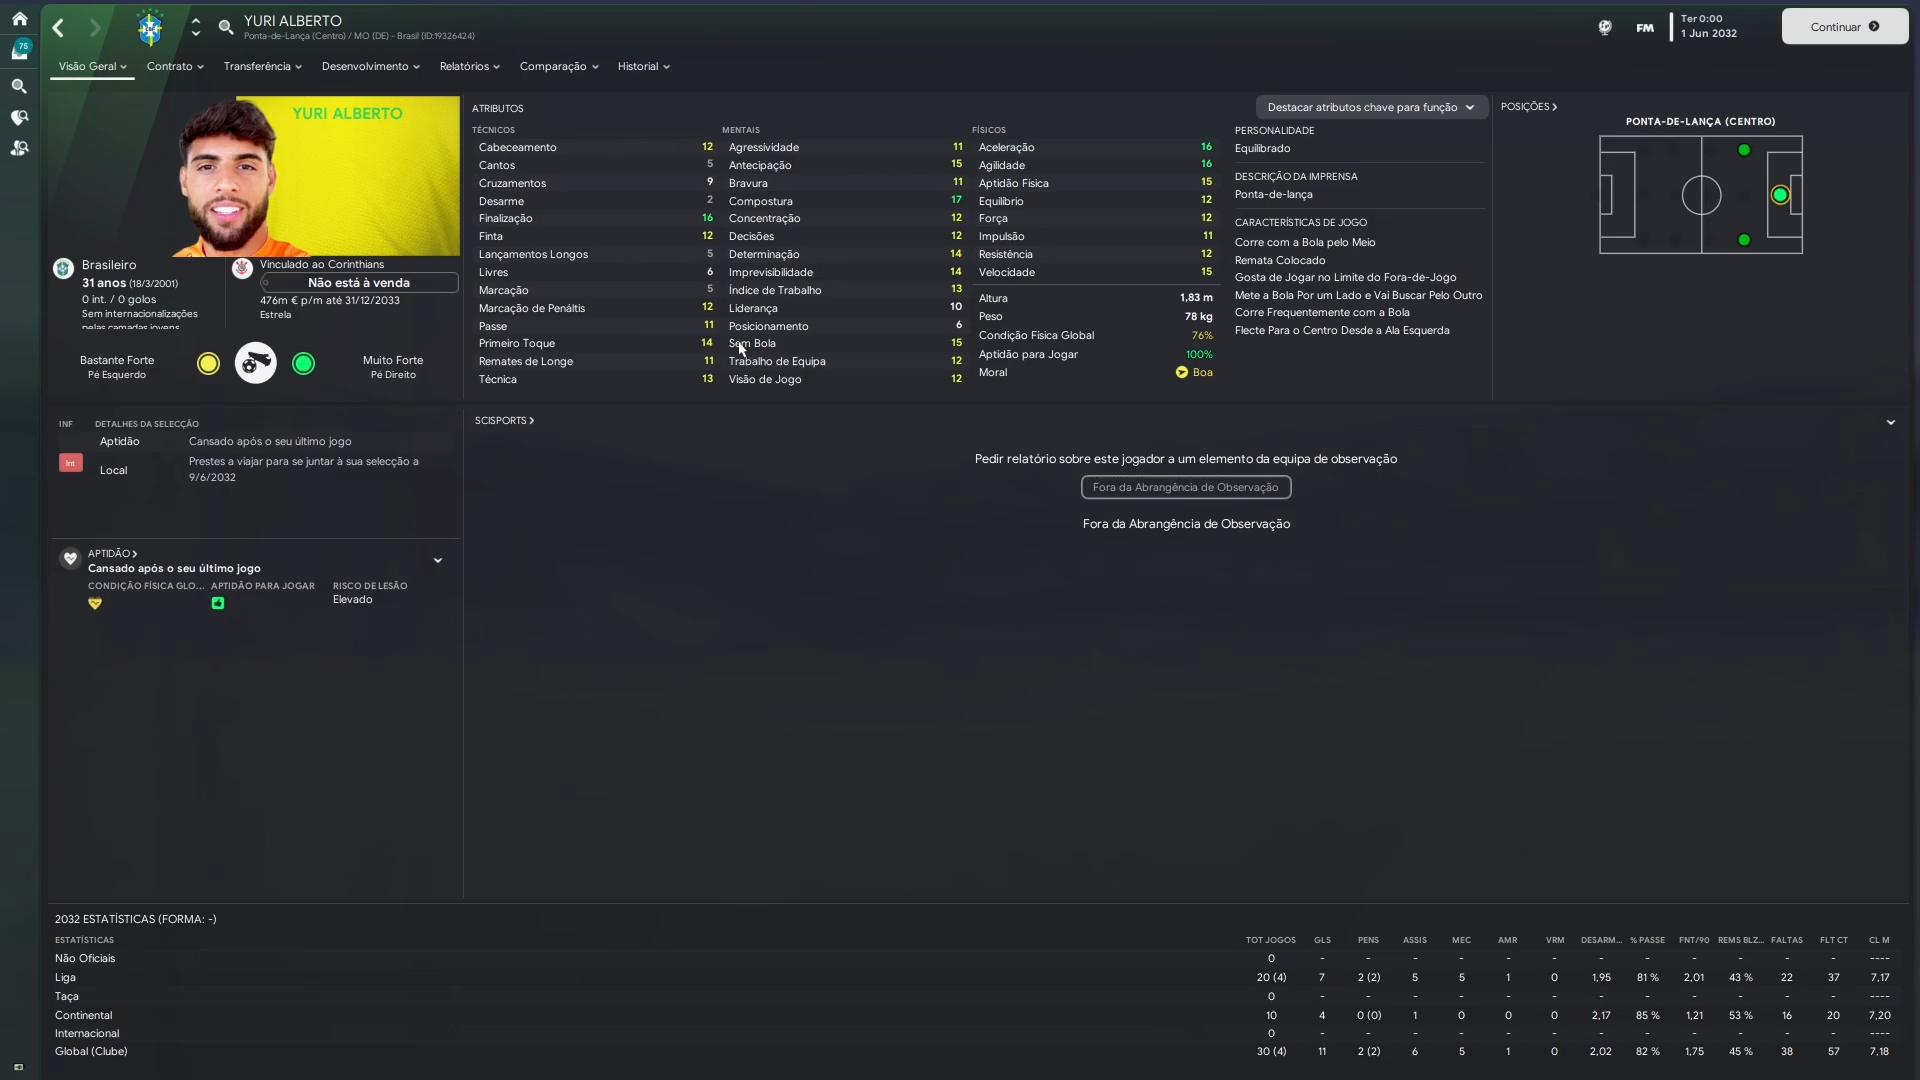 75
YURI ALBERTO
Ponta-de-Lança (Centro) / MO (DE) - Brasil (ID:19326424)
FM
Ter 0:00
1 Jun 2032
Continuar
Visão Geral
Contrato
Transferência
Desenvolvimento
Relatórios
Comparação
Historial
YURI ALBERTO
Brasileiro
31 anos (18/3/2001)
0 int. / 0 golos
Sem internacionalizações
pelas camadas jovens
Vinculado ao Corinthians
Não está à venda
476m € p/m até 31/12/2033
Estrela
Bastante Forte
Pé Esquerdo
Muito Forte
Pé Direito
ATRIBUTOS
Destacar atributos chave para função
TÉCNICOS
Cabeceamento 12
Cantos 5
Cruzamentos 9
Desarme 2
Finalização 16
Finta 12
Lançamentos Longos 5
Livres 6
Marcação 5
Marcação de Penáltis 12
Passe 11
Primeiro Toque 14
Remates de Longe 11
Técnica 13
MENTAIS
Agressividade 11
Antecipação 15
Bravura 11
Compostura 17
Concentração 12
Decisões 12
Determinação 14
Imprevisibilidade 14
Índice de Trabalho 13
Liderança 10
Posicionamento 6
Sem Bola 15
Trabalho de Equipa 12
Visão de Jogo 12
FÍSICOS
Aceleração 16
Agilidade 16
Aptidão Física 15
Equilíbrio 12
Força 12
Impulsão 11
Resistência 12
Velocidade 15
Altura 1,83 m
Peso 78 kg
Condição Física Global 76%
Aptidão para Jogar 100%
Moral Boa
PERSONALIDADE
Equilibrado
DESCRIÇÃO DA IMPRENSA
Ponta-de-lança
CARACTERÍSTICAS DE JOGO
Corre com a Bola pelo Meio
Remata Colocado
Gosta de Jogar no Limite do Fora-de-Jogo
Mete a Bola Por um Lado e Vai Buscar Pelo Outro
Corre Frequentemente com a Bola
Flecte Para o Centro Desde a Ala Esquerda
POSIÇÕES
PONTA-DE-LANÇA (CENTRO)
INF DETALHES DA SELECÇÃO
Aptidão Cansado após o seu último jogo
Int Local Prestes a viajar para se juntar à sua selecção a
9/6/2032
APTIDÃO
Cansado após o seu último jogo
CONDIÇÃO FÍSICA GLO... APTIDÃO PARA JOGAR RISCO DE LESÃO
Elevado
SCISPORTS
Pedir relatório sobre este jogador a um elemento da equipa de observação
Fora da Abrangência de Observação
Fora da Abrangência de Observação
2032 ESTATÍSTICAS (FORMA: -)
ESTATÍSTICAS TOT JOGOS GLS PENS ASSIS MEC AMR VRM DESARM... % PASSE FNT/90 REMS BLZ... FALTAS FLT CT CL M
Não Oficiais 0 - - - - - - - - - - - - ----
Liga 20 (4) 7 2 (2) 5 5 1 0 1,95 81 % 2,01 43 % 22 37 7,17
Taça 0 - - - - - - - - - - - - ----
Continental 10 4 0 (0) 1 0 0 0 2,17 85 % 1,21 53 % 16 20 7,20
Internacional 0 - - - - - - - - - - - - ----
Global (Clube) 30 (4) 11 2 (2) 6 5 1 0 2,02 82 % 1,75 45 % 38 57 7,18